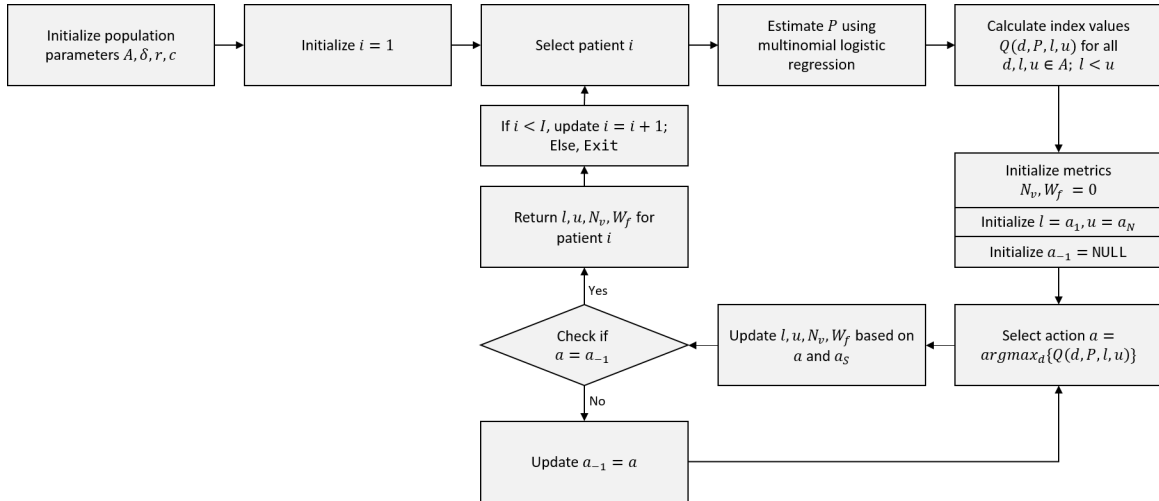 Initialize population
parameters A, δ, r, c
Initialize i = 1
Select patient i
Estimate P using
multinomial logistic
regression
Calculate index values
Q(d, P, l, u) for all
d, l, u ∈ A; l < u
If i < I, update i = i + 1;
Else, Exit
Initialize metrics
N_v, W_f = 0
Initialize l = a_1, u = a_N
Initialize a_{-1} = NULL
Return l, u, N_v, W_f for
patient i
Yes
Check if
a = a_{-1}
Update l, u, N_v, W_f based on
a and a_S
Select action a =
argmax_d{Q(d, P, l, u)}
No
Update a_{-1} = a